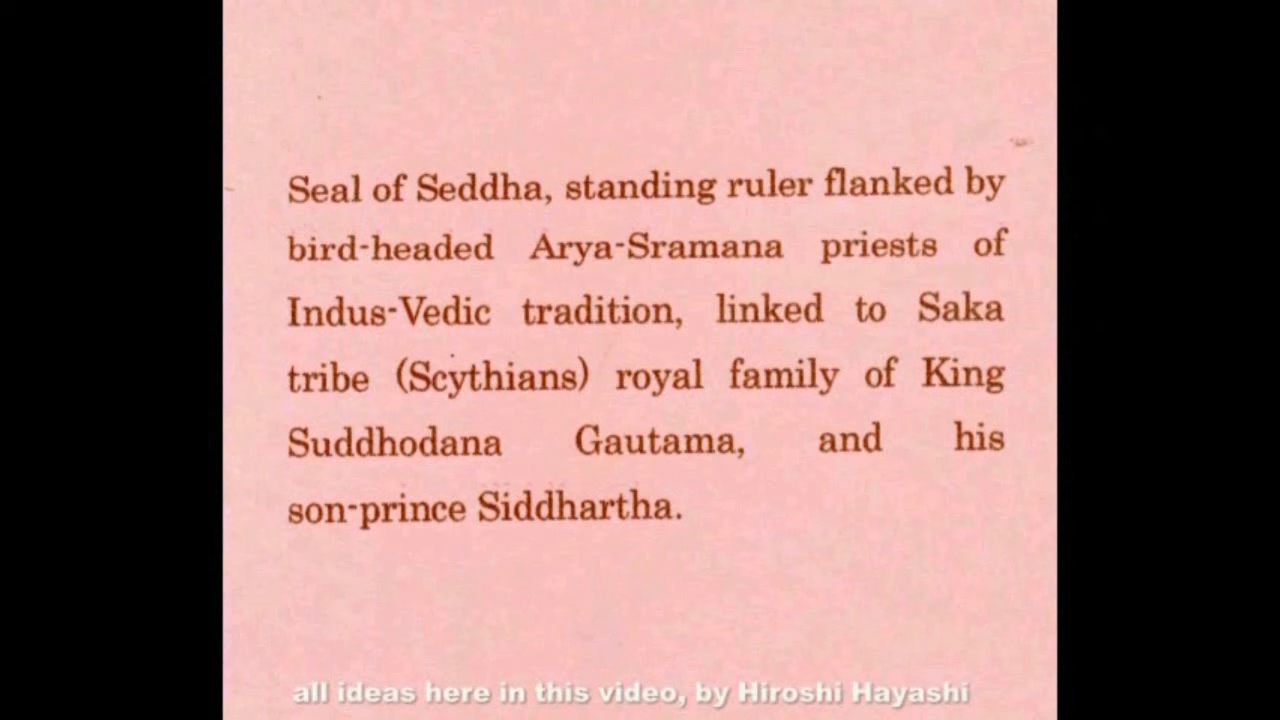 Seal of Seddha, standing ruler flanked by
bird-headed Arya-Sramana priests of
Indus-Vedic tradition, linked to Saka
tribe (Scythians) royal family of King
Suddhodana Gautama, and his
son-prince Siddhartha.
all ideas here in this video, by Hiroshi Hayashi